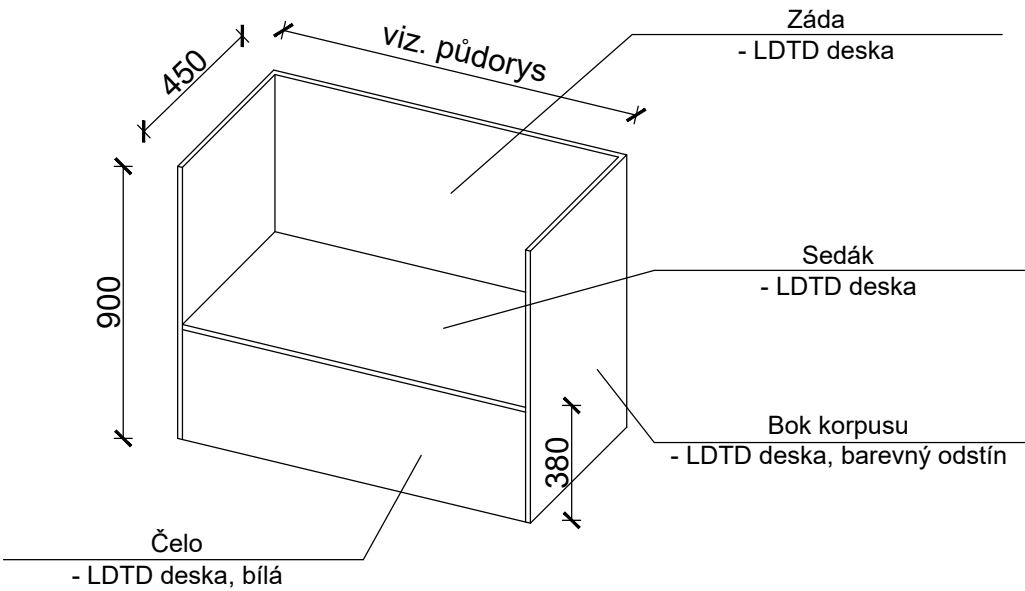 Záda
- LDTD deska
viz. půdorys
450
900
Sedák
- LDTD deska
Bok korpusu
- LDTD deska, barevný odstín
380
Čelo
- LDTD deska, bílá